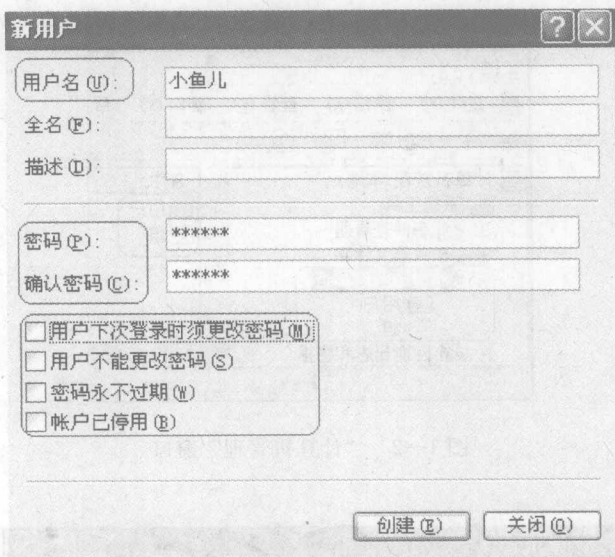 新用户
用户名(U): 小鱼儿
全名(F):
描述(D):
密码(P): ******
确认密码(C): ******
用户下次登录时须更改密码(M)
用户不能更改密码(S)
密码永不过期(W)
帐户已停用(B)
创建(E) 关闭(O)